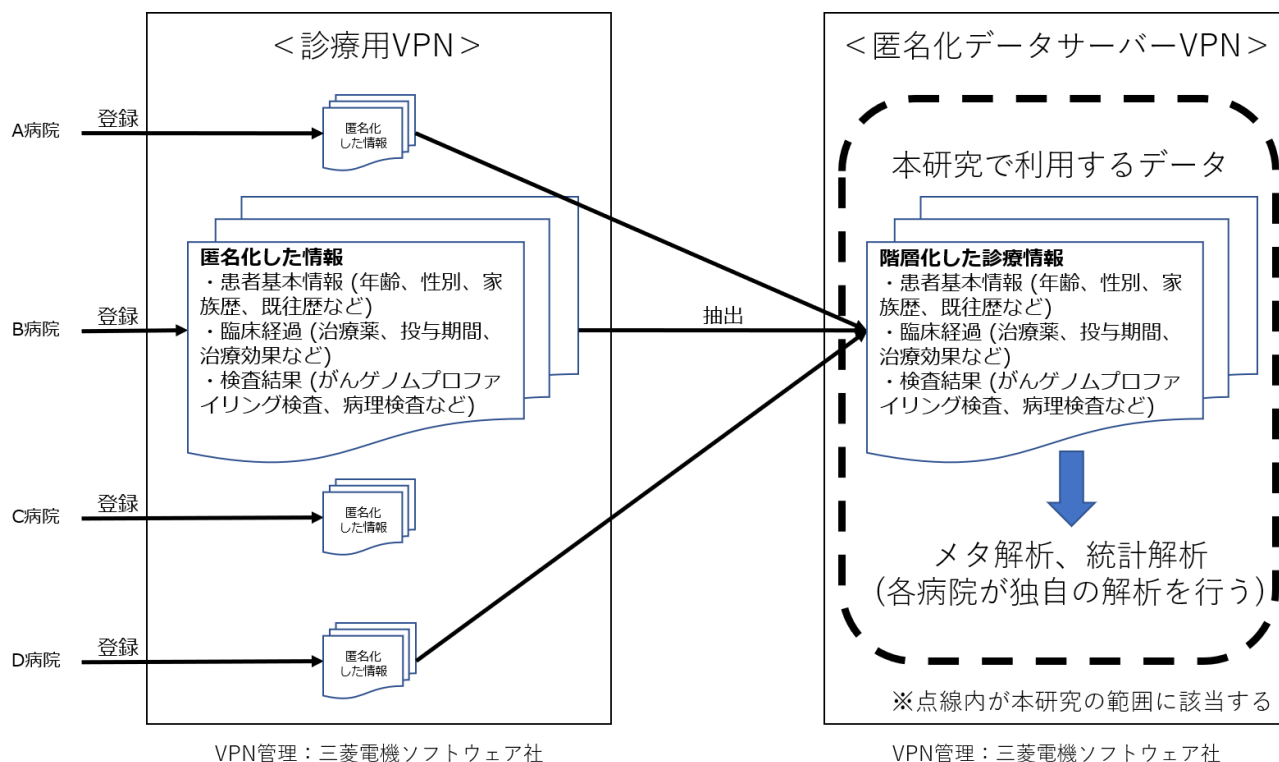 ＜診療用VPN＞
A病院
登録
匿名化
した情報
匿名化した情報
・患者基本情報 (年齢、性別、家
族歴、既往歴など)
・臨床経過 (治療薬、投与期間、
治療効果など)
・検査結果 (がんゲノムプロファ
イリング検査、病理検査など)
B病院
登録
抽出
C病院
登録
匿名化
した情報
D病院
登録
匿名化
した情報
VPN管理：三菱電機ソフトウェア社
＜匿名化データサーバーVPN＞
本研究で利用するデータ
階層化した診療情報
・患者基本情報 (年齢、性別、家
族歴、既往歴など)
・臨床経過 (治療薬、投与期間、
治療効果など)
・検査結果 (がんゲノムプロファ
イリング検査、病理検査など)
メタ解析、統計解析
(各病院が独自の解析を行う)
※点線内が本研究の範囲に該当する
VPN管理：三菱電機ソフトウェア社